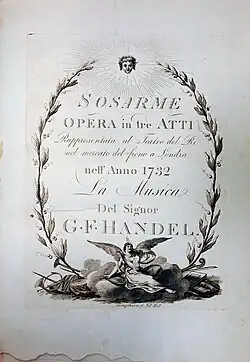 SOSARME
OPERA in tre ATTI
Rappresentata al Teatro del Re
nel mercato del fieno a Londra
nell'Anno 1732
La Musica
Del Signor
G. F. HANDEL.